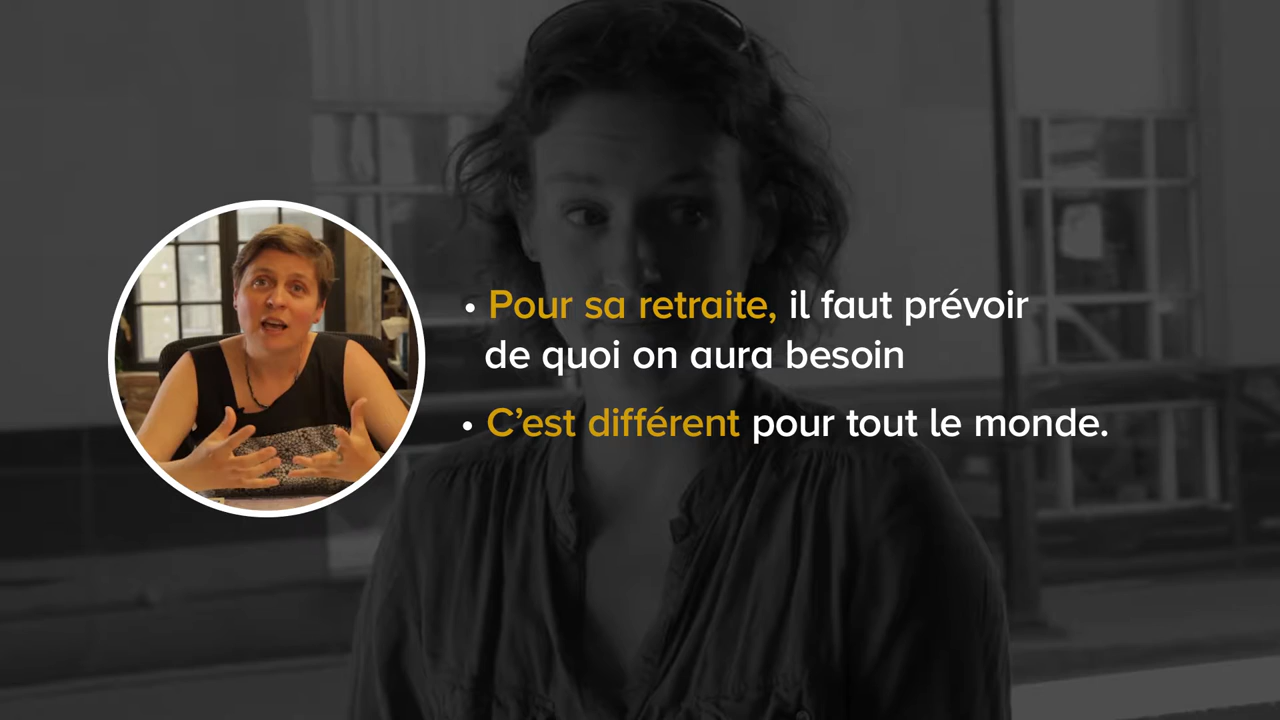 • Pour sa retraite, il faut prévoir
de quoi on aura besoin
• C’est différent pour tout le monde.